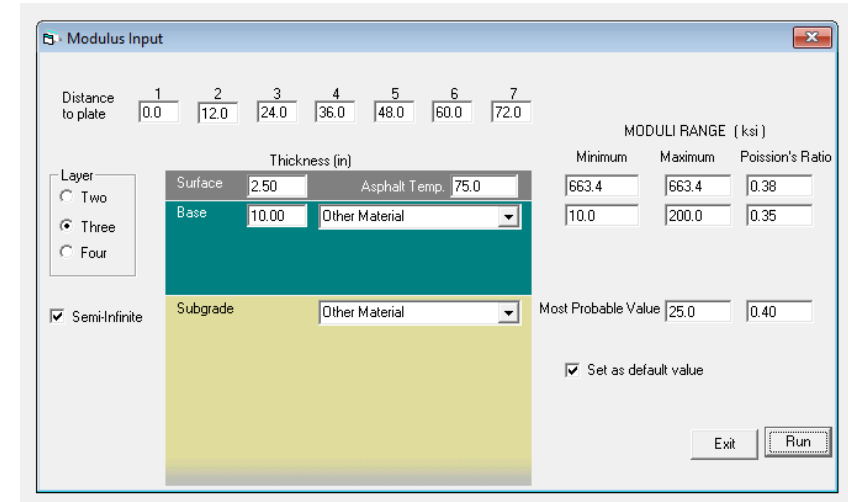 Modulus Input
Distance to plate
1 2 3 4 5 6 7
0.0 12.0 24.0 36.0 48.0 60.0 72.0
MODULI RANGE (ksi)
Thickness (in)
Minimum Maximum Poission's Ratio
Layer
Two
Three
Four
Surface 2.50 Asphalt Temp. 75.0 663.4 663.4 0.38
Base 10.00 Other Material 10.0 200.0 0.35
Semi-Infinite
Subgrade Other Material Most Probable Value 25.0 0.40
Set as default value
Exit Run